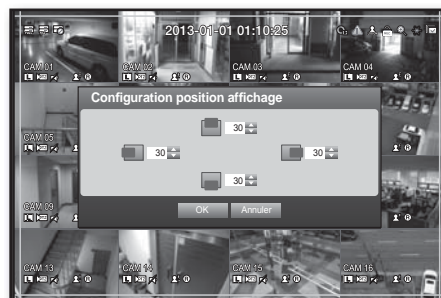 2013-01-01 01:10:25
CAM 01
CAM 02
CAM 03
CAM 04
Configuration position affichage
30
CAM 05
30
30
30
CAM 09
OK
Annuler
CAM 13
CAM 14
CAM 15
CAM 16